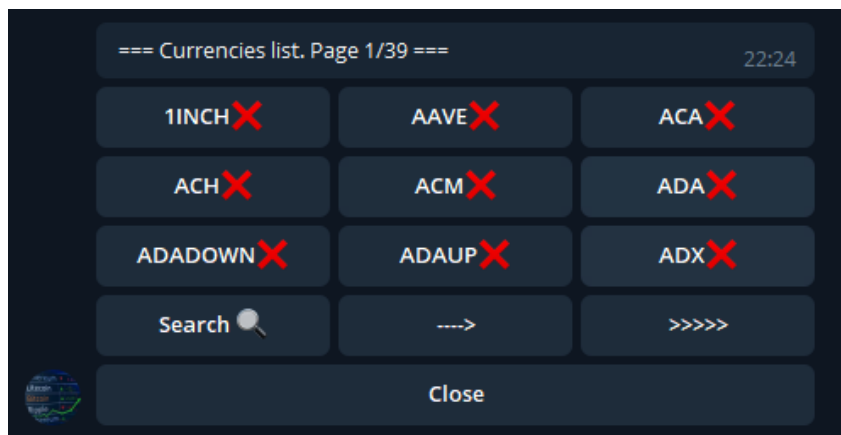 === Currencies list. Page 1/39 ===
22:24
1INCH❌ AAVE❌ ACA❌
ACH❌ ACM❌ ADA❌
ADADOWN❌ ADAUP❌ ADX❌
Search 🔍 ----> >>>>>
Close